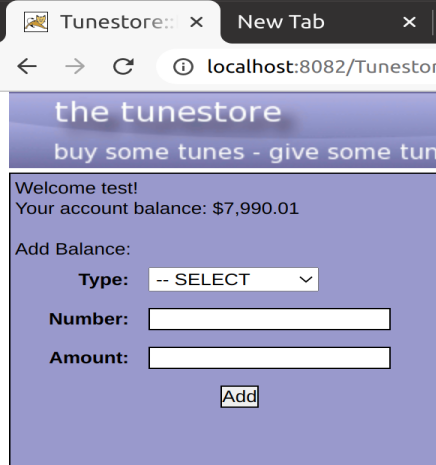 Tunestore::
New Tab
localhost:8082/Tunestor
the tunestore
buy some tunes - give some tun
Welcome test!
Your account balance: $7,990.01
Add Balance:
Type: -- SELECT
Number:
Amount:
Add